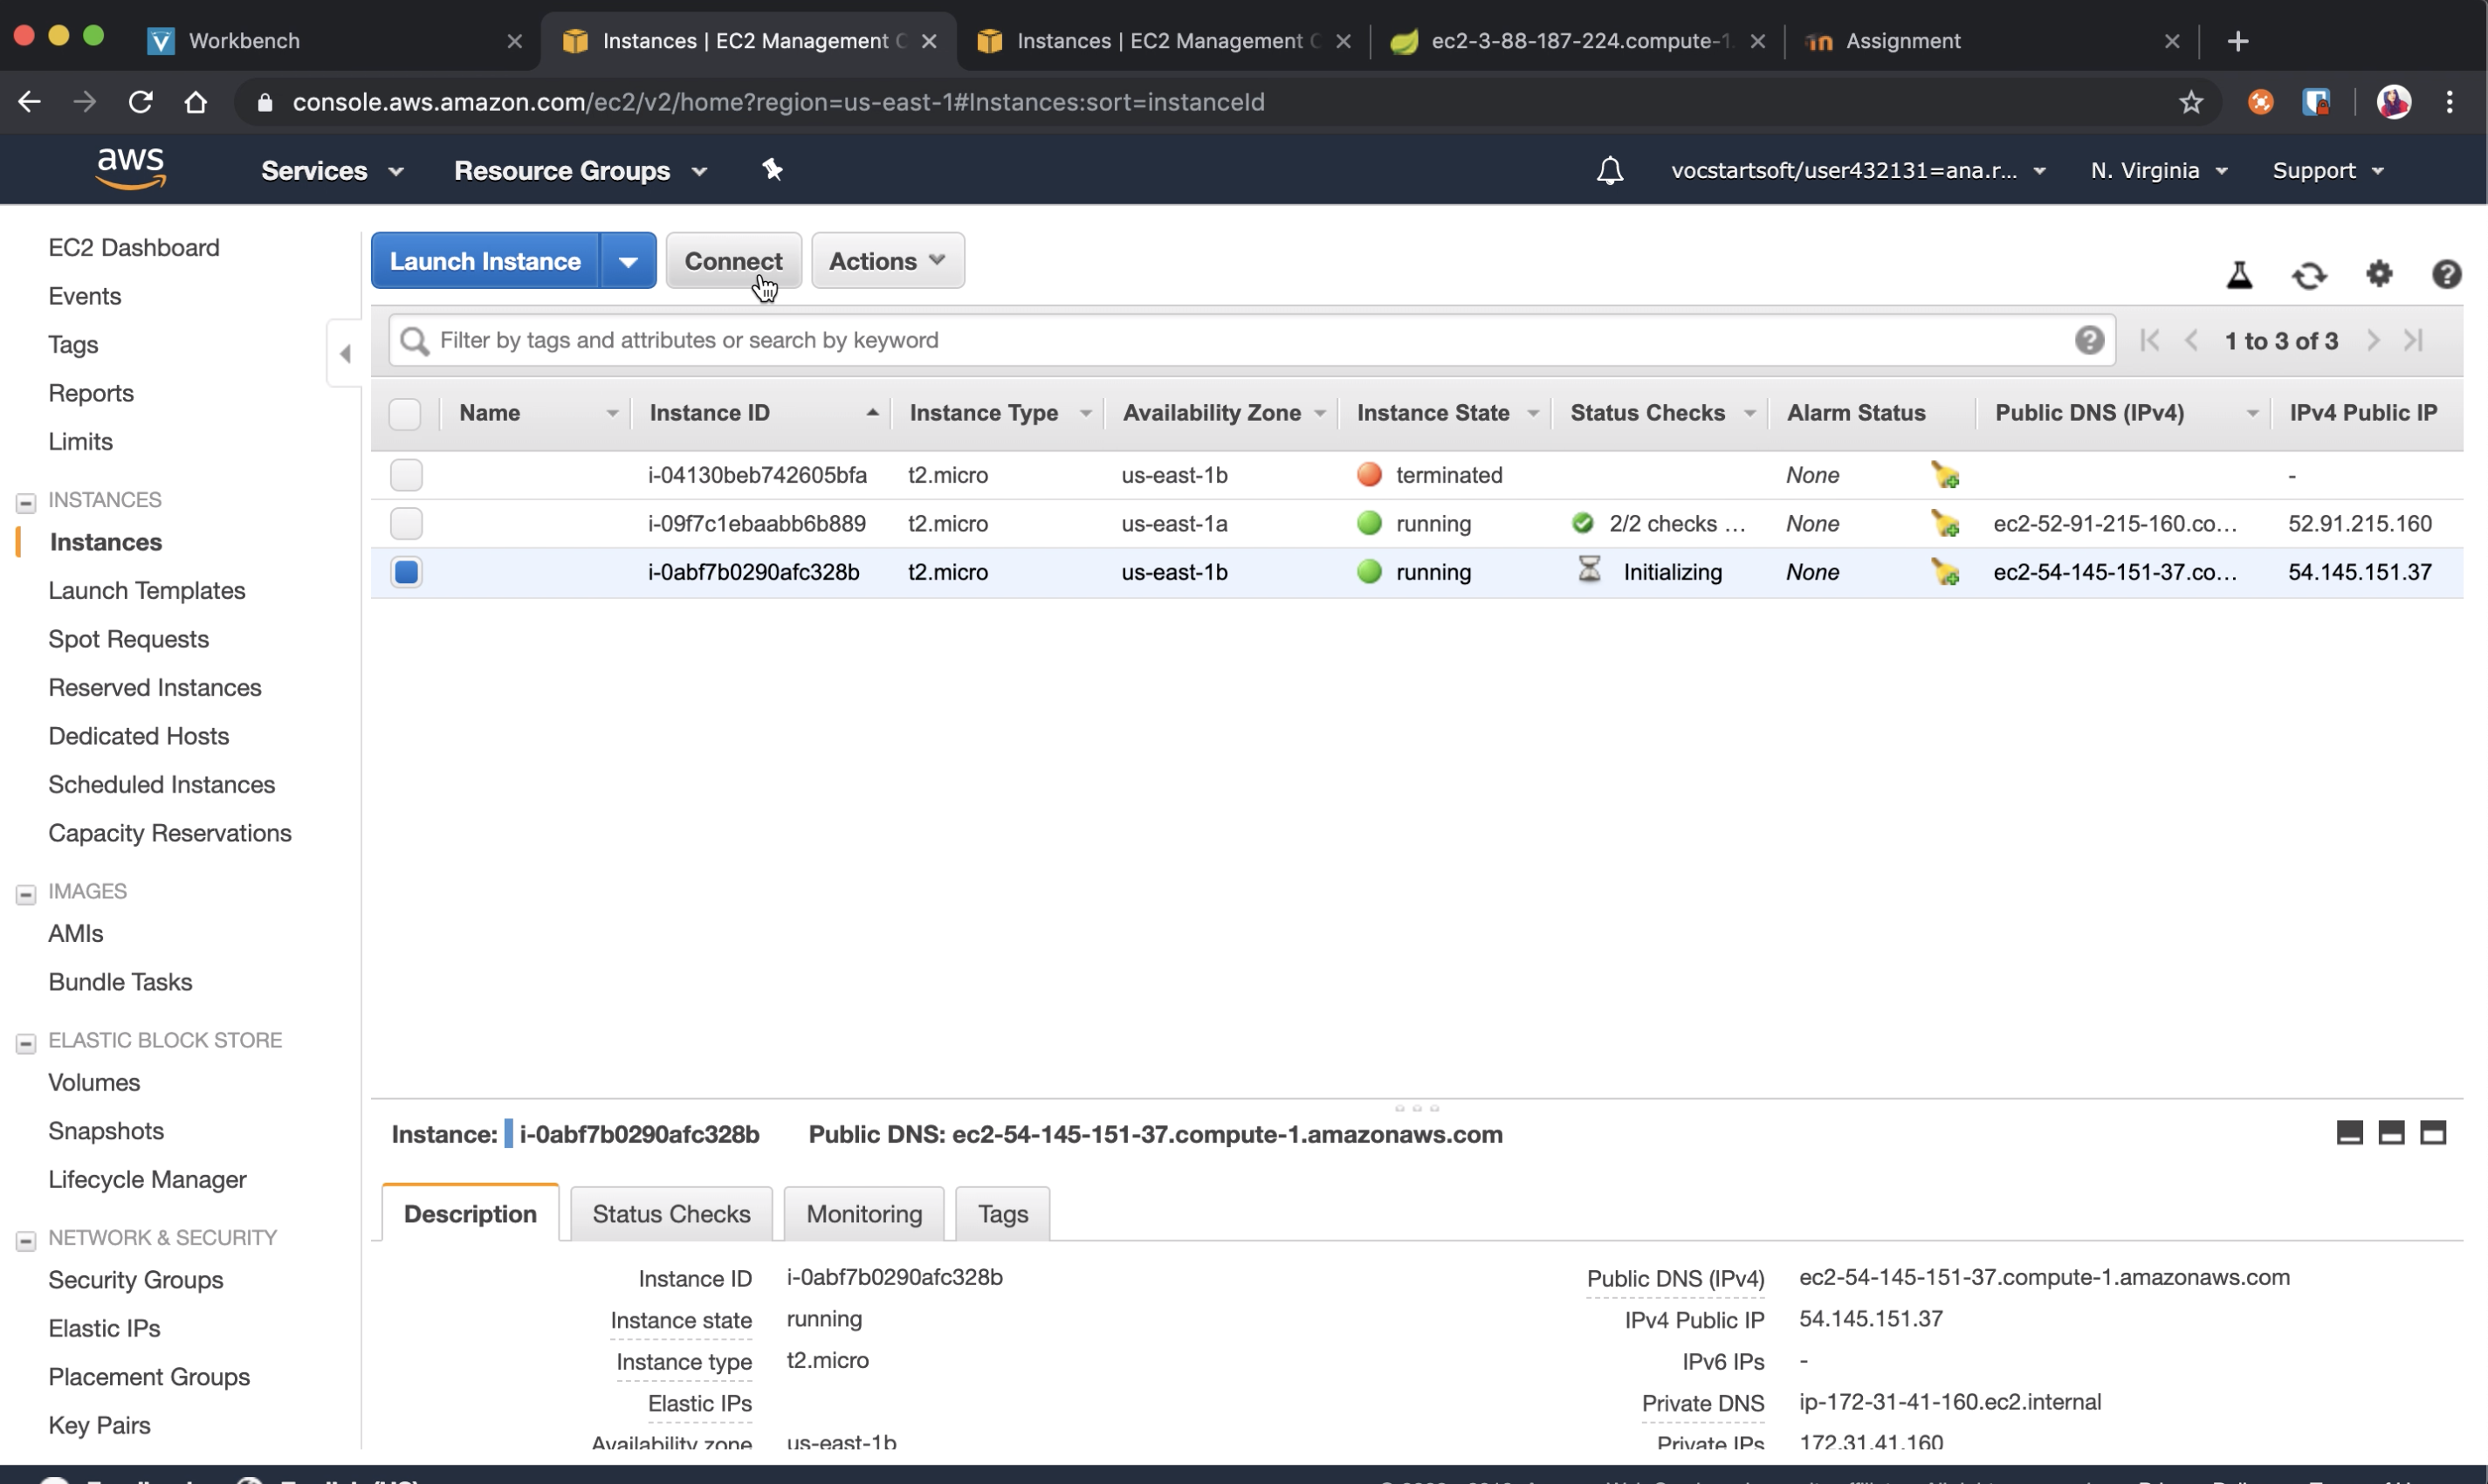 Workbench
Instances | EC2 Management C
Instances | EC2 Management C
ec2-3-88-187-224.compute-1.
Assignment
console.aws.amazon.com/ec2/v2/home?region=us-east-1#Instances:sort=instanceId
aws
Services
Resource Groups
vocstartsoft/user432131=ana.r...
N. Virginia
Support
EC2 Dashboard
Events
Tags
Reports
Limits
INSTANCES
Instances
Launch Templates
Spot Requests
Reserved Instances
Dedicated Hosts
Scheduled Instances
Capacity Reservations
IMAGES
AMIs
Bundle Tasks
ELASTIC BLOCK STORE
Volumes
Snapshots
Lifecycle Manager
NETWORK & SECURITY
Security Groups
Elastic IPs
Placement Groups
Key Pairs
Launch Instance
Connect
Actions
Filter by tags and attributes or search by keyword
1 to 3 of 3
Name Instance ID Instance Type Availability Zone Instance State Status Checks Alarm Status Public DNS (IPv4) IPv4 Public IP
i-04130beb742605bfa t2.micro us-east-1b terminated None -
i-09f7c1ebaabb6b889 t2.micro us-east-1a running 2/2 checks ... None ec2-52-91-215-160.co... 52.91.215.160
i-0abf7b0290afc328b t2.micro us-east-1b running Initializing None ec2-54-145-151-37.co... 54.145.151.37
Instance: i-0abf7b0290afc328b Public DNS: ec2-54-145-151-37.compute-1.amazonaws.com
Description
Status Checks
Monitoring
Tags
Instance ID i-0abf7b0290afc328b
Instance state running
Instance type t2.micro
Elastic IPs
Availability zone us-east-1b
Public DNS (IPv4) ec2-54-145-151-37.compute-1.amazonaws.com
IPv4 Public IP 54.145.151.37
IPv6 IPs -
Private DNS ip-172-31-41-160.ec2.internal
Private IPs 172.31.41.160